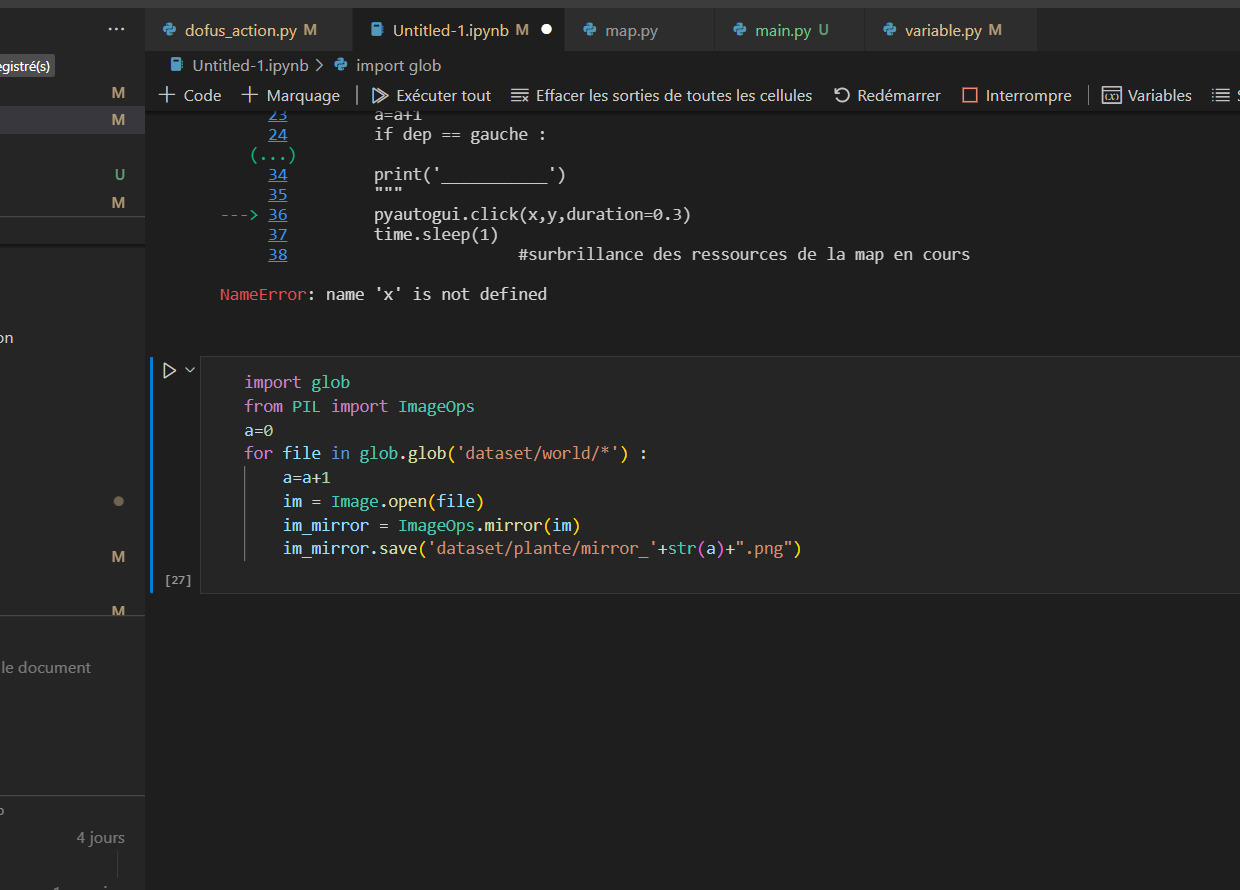 ...
dofus_action.py M
Untitled-1.ipynb M
map.py
main.py U
variable.py M
egistré(s)
Untitled-1.ipynb > import glob
+ Code + Marquage | Exécuter tout Effacer les sorties de toutes les cellules Redémarrer Interrompre | Variables
M
M
U
M
on
M
M
le document
4 jours
23 a=a+1
24 if dep == gauche :
(...)
34 print('___________')
35 """
---> 36 pyautogui.click(x,y,duration=0.3)
37 time.sleep(1)
38 #surbrillance des ressources de la map en cours
NameError: name 'x' is not defined
import glob
from PIL import ImageOps
a=0
for file in glob.glob('dataset/world/*') :
a=a+1
im = Image.open(file)
im_mirror = ImageOps.mirror(im)
im_mirror.save('dataset/plante/mirror_'+str(a)+".png")
[27]